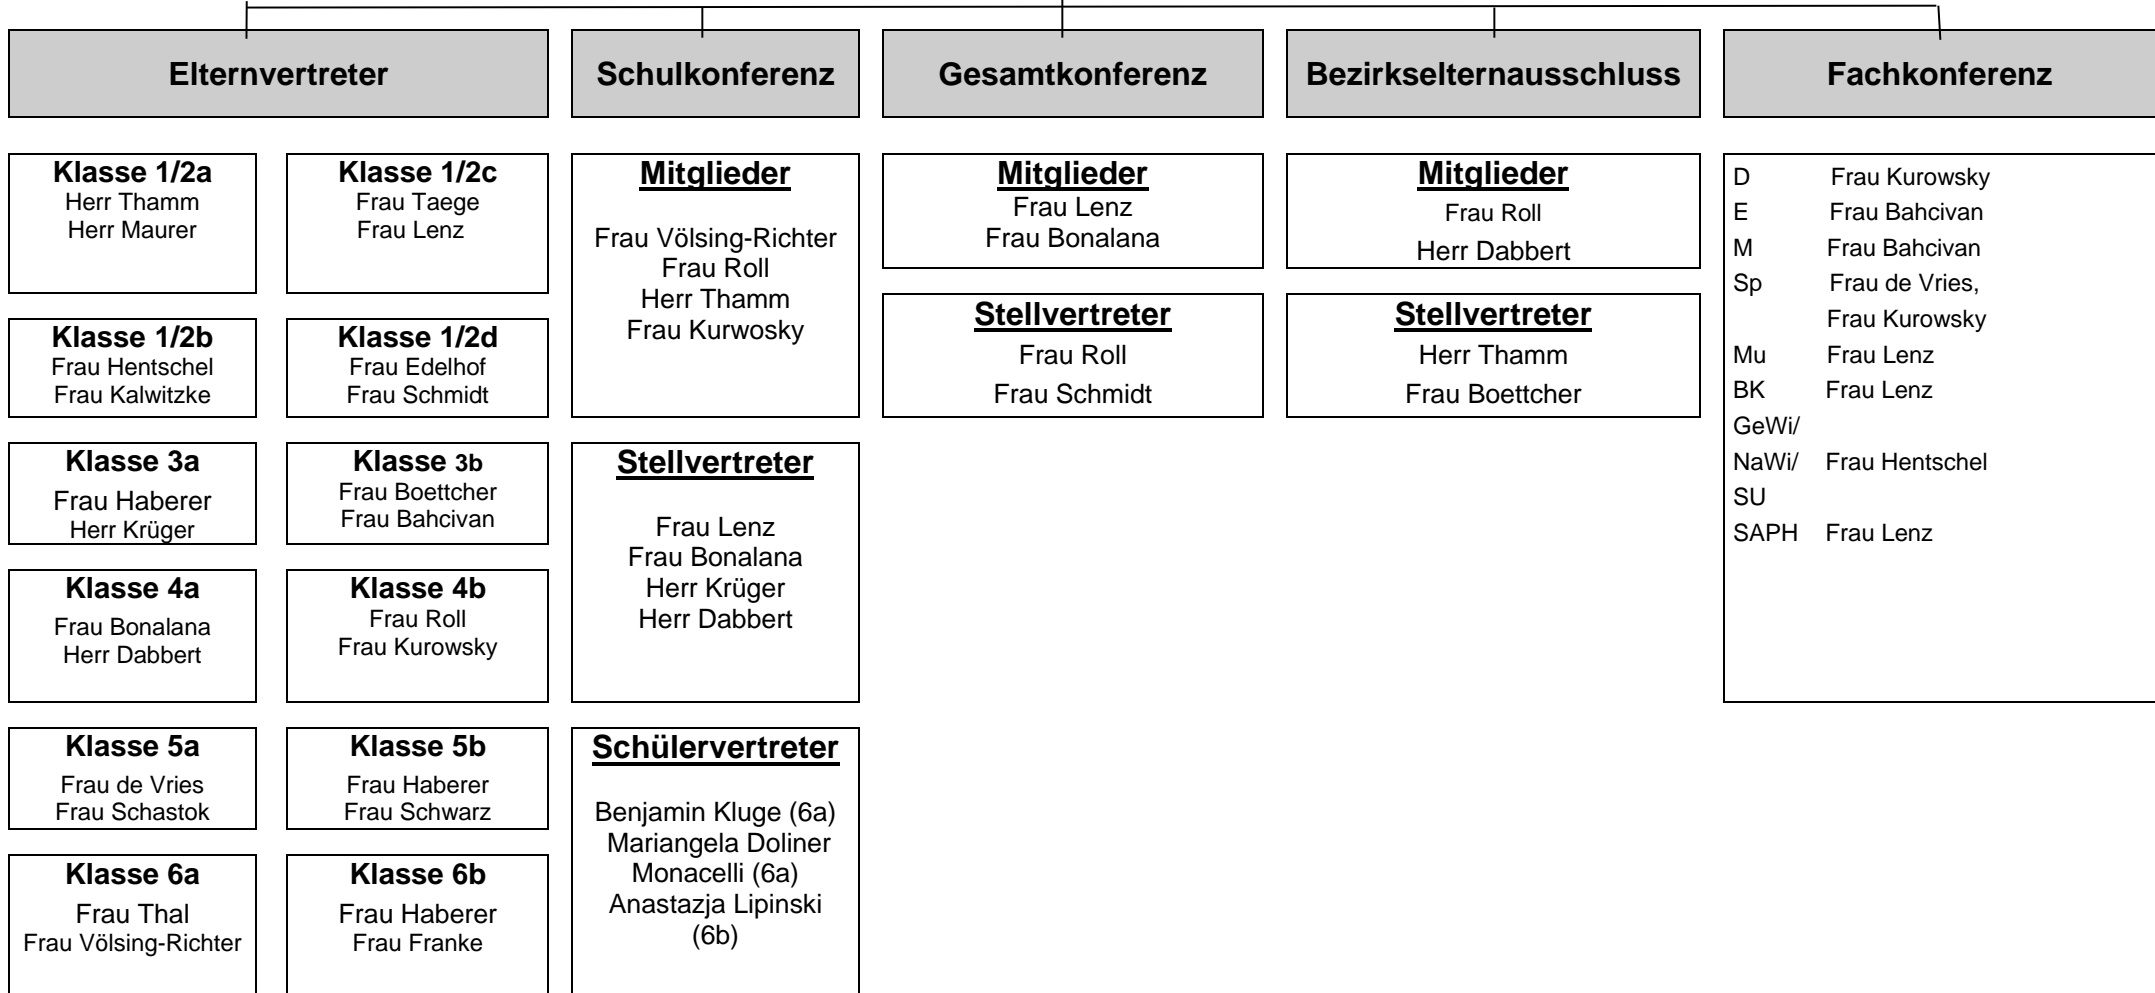 Elternvertreter
Schulkonferenz
Gesamtkonferenz
Bezirkselternausschluss
Fachkonferenz
Klasse 1/2a
Herr Thamm
Herr Maurer
Klasse 1/2c
Frau Taege
Frau Lenz
Klasse 1/2b
Frau Hentschel
Frau Kalwitzke
Klasse 1/2d
Frau Edelhof
Frau Schmidt
Klasse 3a
Frau Haberer
Herr Krüger
Klasse 3b
Frau Boettcher
Frau Bahcivan
Klasse 4a
Frau Bonalana
Herr Dabbert
Klasse 4b
Frau Roll
Frau Kurowsky
Klasse 5a
Frau de Vries
Frau Schastok
Klasse 5b
Frau Haberer
Frau Schwarz
Klasse 6a
Frau Thal
Frau Völsing-Richter
Klasse 6b
Frau Haberer
Frau Franke
Mitglieder
Frau Völsing-Richter
Frau Roll
Herr Thamm
Frau Kurwosky
Stellvertreter
Frau Lenz
Frau Bonalana
Herr Krüger
Herr Dabbert
Schülervertreter
Benjamin Kluge (6a)
Mariangela Doliner
Monacelli (6a)
Anastazja Lipinski
(6b)
Mitglieder
Frau Lenz
Frau Bonalana
Stellvertreter
Frau Roll
Frau Schmidt
Mitglieder
Frau Roll
Herr Dabbert
Stellvertreter
Herr Thamm
Frau Boettcher
D Frau Kurowsky
E Frau Bahcivan
M Frau Bahcivan
Sp Frau de Vries,
Frau Kurowsky
Mu Frau Lenz
BK Frau Lenz
GeWi/
NaWi/ Frau Hentschel
SU
SAPH Frau Lenz